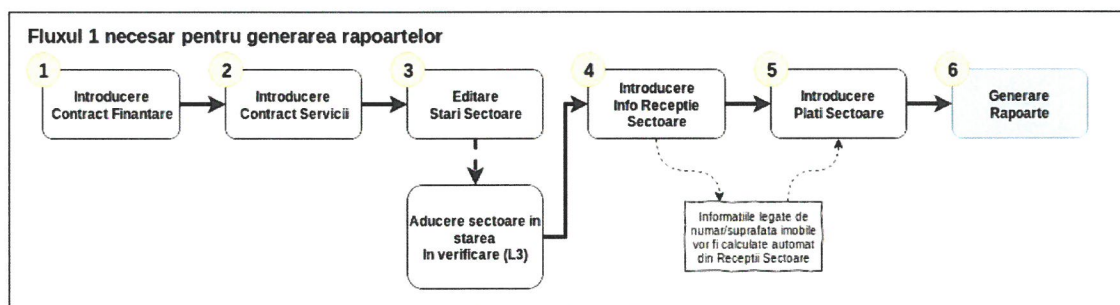 Fluxul 1 necesar pentru generarea rapoartelor
1
Introducere
Contract Finantare
2
Introducere
Contract Servicii
3
Editare
Stari Sectoare
4
Introducere
Info Receptie
Sectoare
5
Introducere
Plati Sectoare
6
Generare
Rapoarte
Aducere sectoare in
starea
In verificare (L3)
Informatiile legate de
numar/suprafata imobile
vor fi calculate automat
din Receptii Sectoare